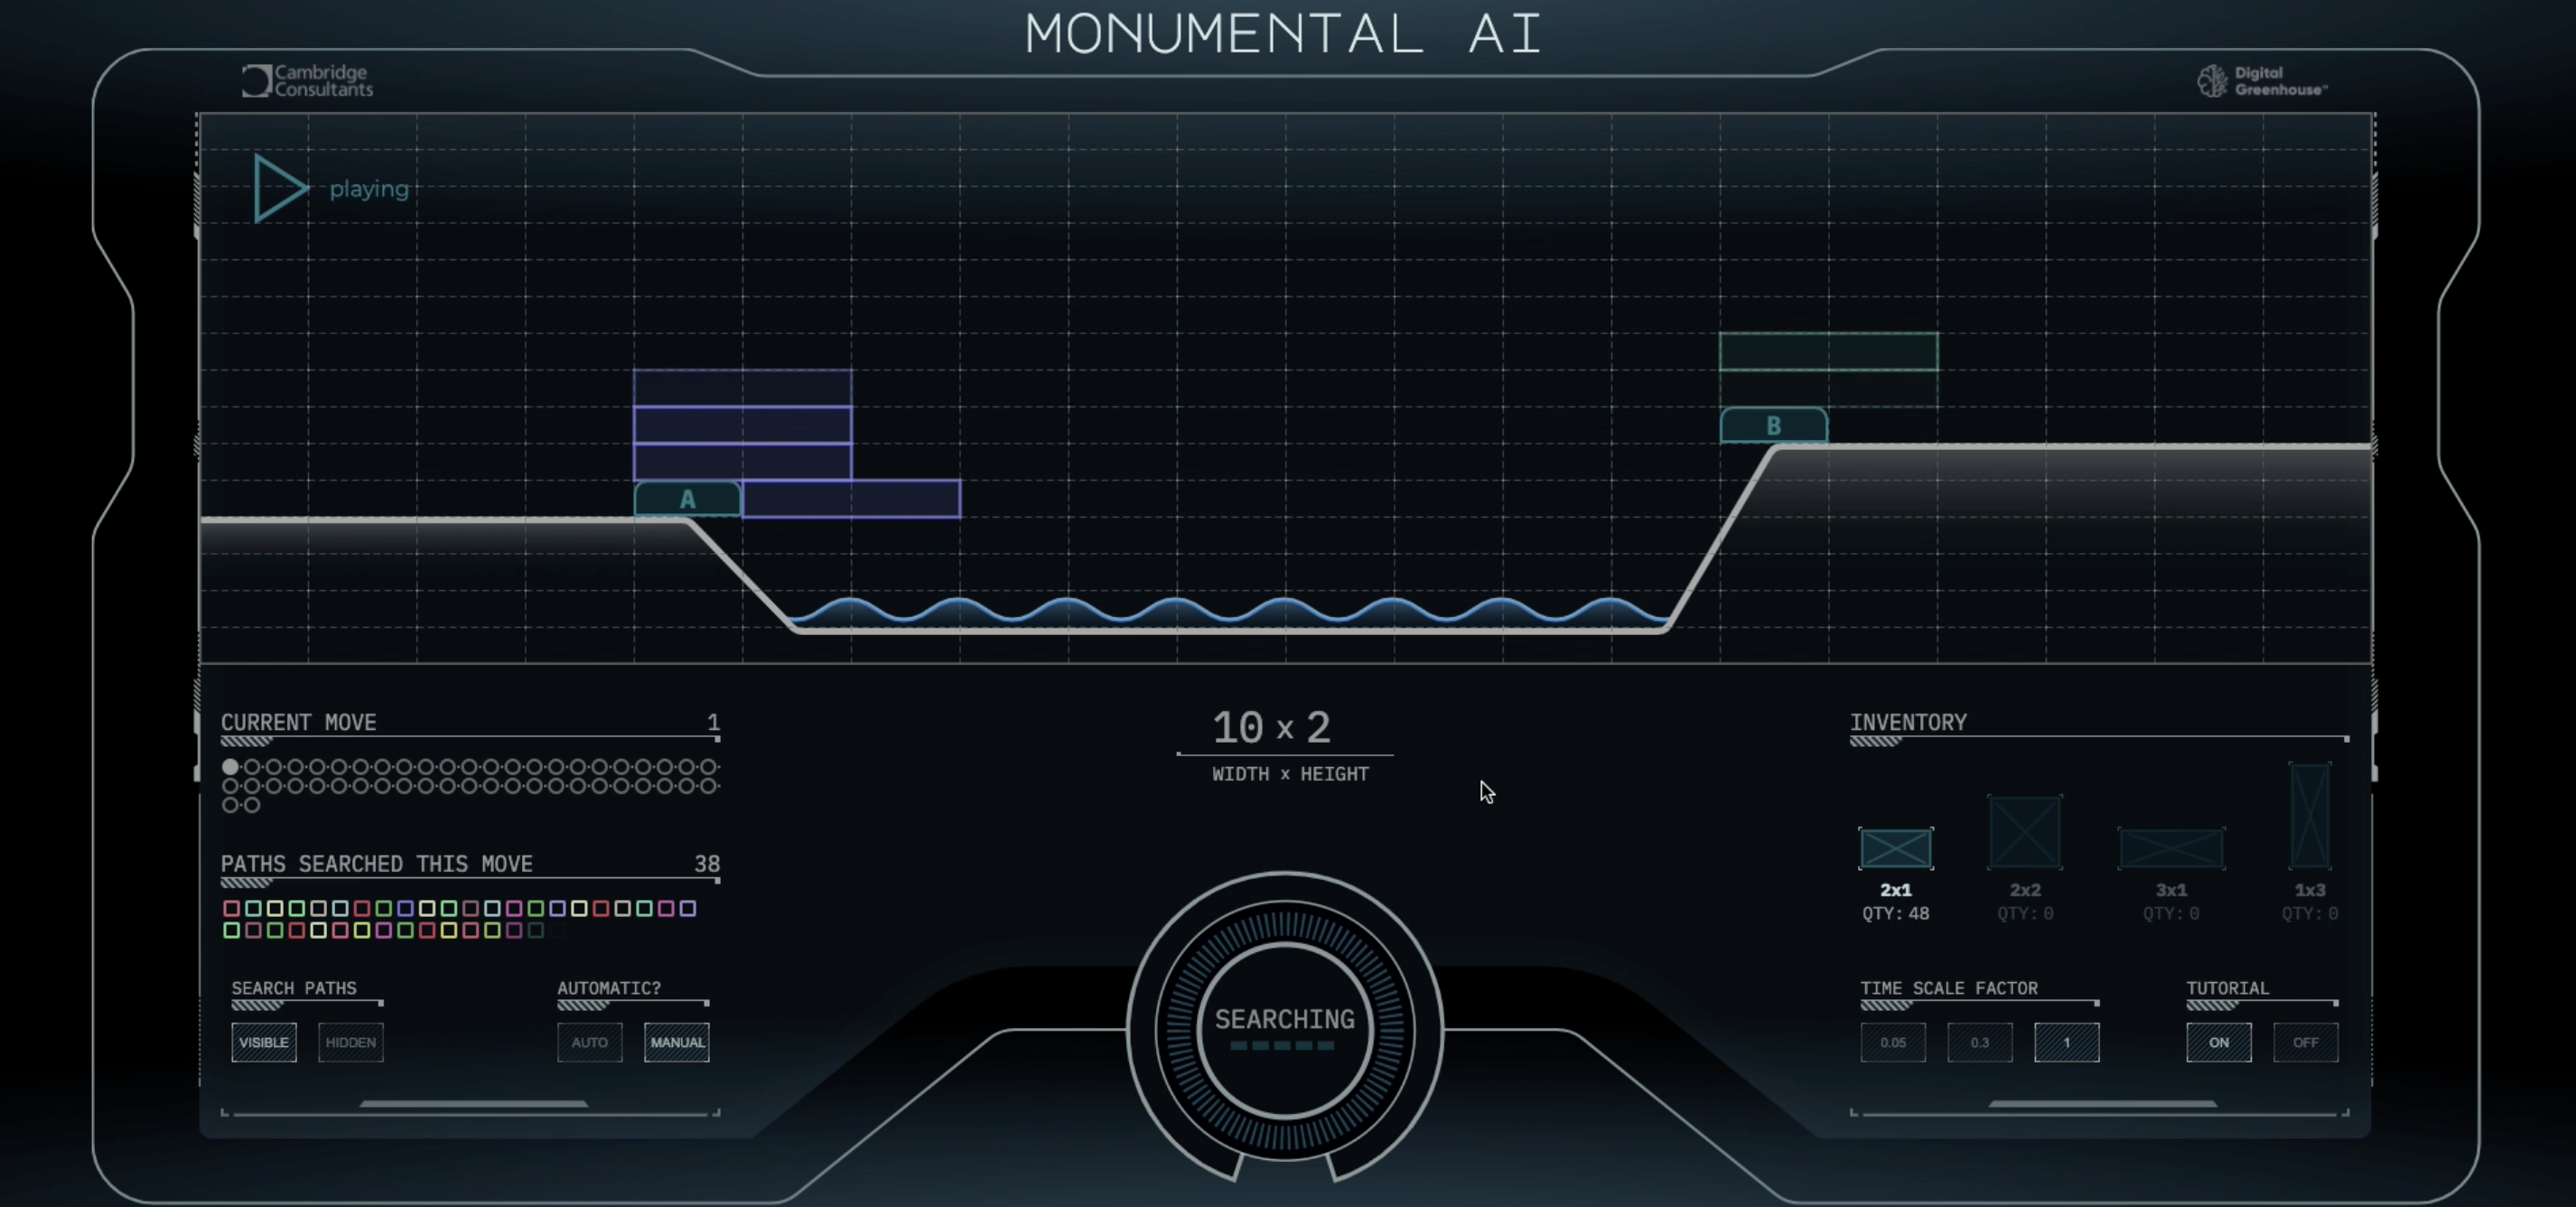 MONUMENTAL AI
Cambridge
Consultants
Digital
Greenhouse™
playing
B
A
CURRENT MOVE 1
10 x 2
WIDTH x HEIGHT
INVENTORY
PATHS SEARCHED THIS MOVE 38
2x1 2x2 3x1 1x3
QTY: 48 QTY: 0 QTY: 0 QTY: 0
SEARCH PATHS AUTOMATIC?
VISIBLE HIDDEN AUTO MANUAL
SEARCHING
TIME SCALE FACTOR TUTORIAL
0.05 0.3 1 ON OFF